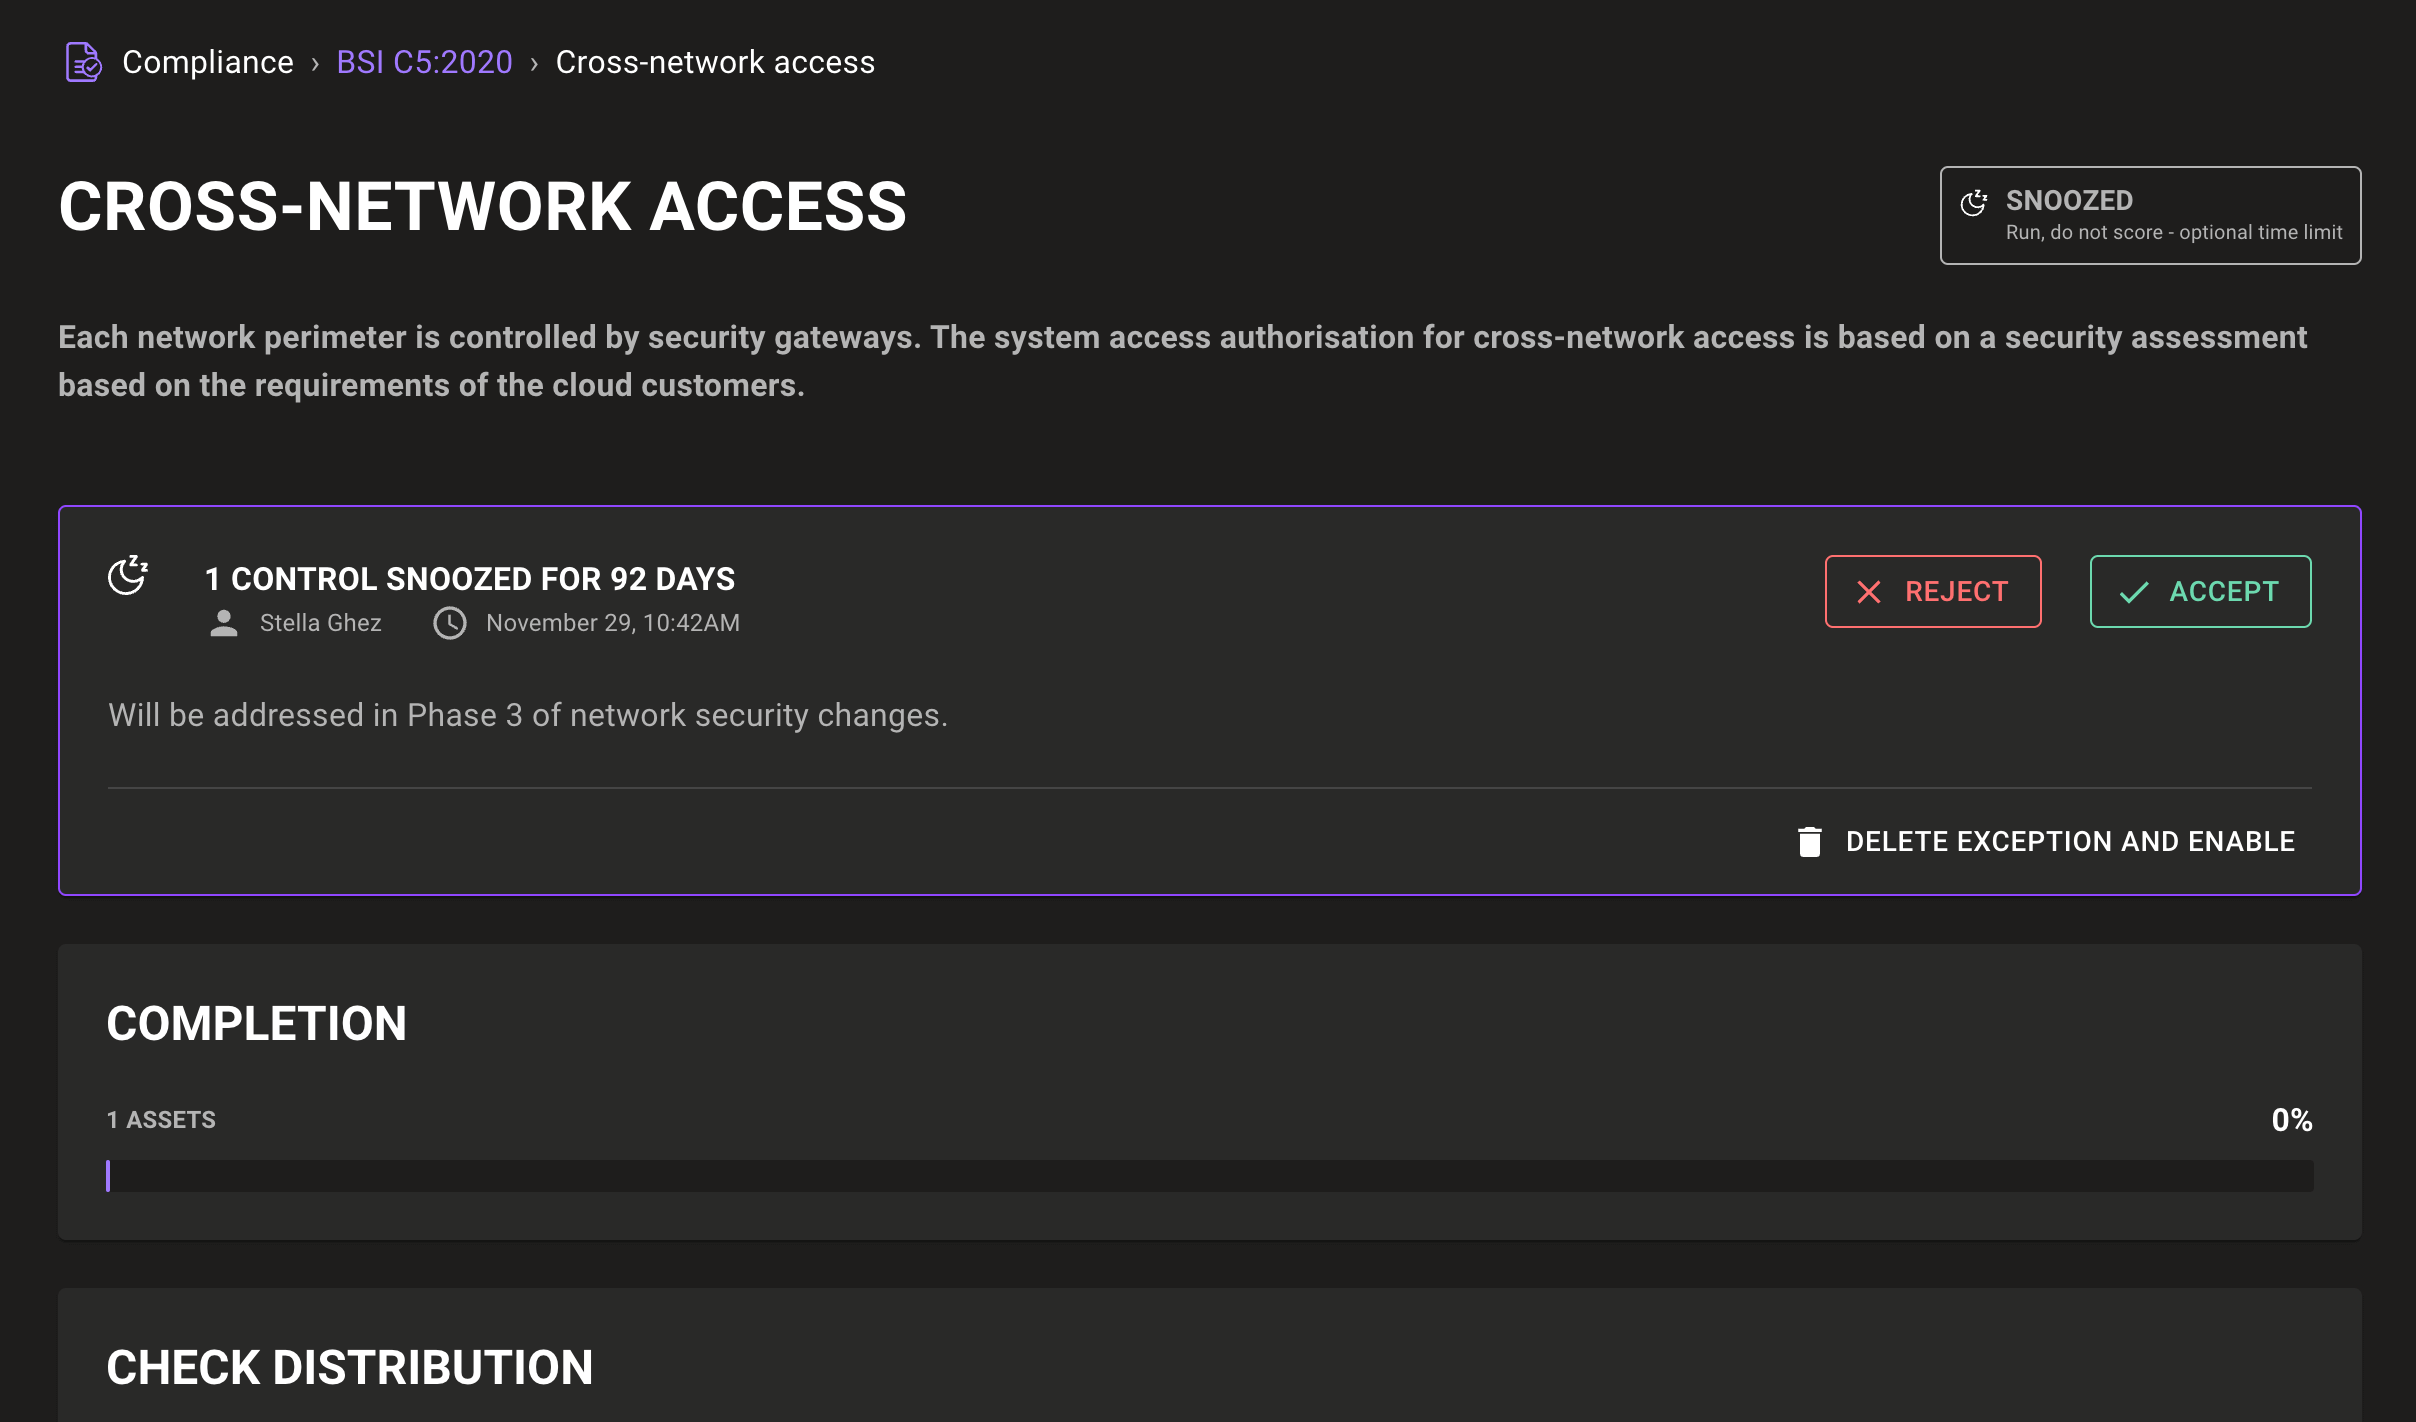 Compliance › BSI C5:2020 › Cross-network access
CROSS-NETWORK ACCESS
SNOOZED
Run, do not score - optional time limit
Each network perimeter is controlled by security gateways. The system access authorisation for cross-network access is based on a security assessment
based on the requirements of the cloud customers.
1 CONTROL SNOOZED FOR 92 DAYS
Stella Ghez November 29, 10:42AM
REJECT
ACCEPT
Will be addressed in Phase 3 of network security changes.
DELETE EXCEPTION AND ENABLE
COMPLETION
1 ASSETS 0%
CHECK DISTRIBUTION